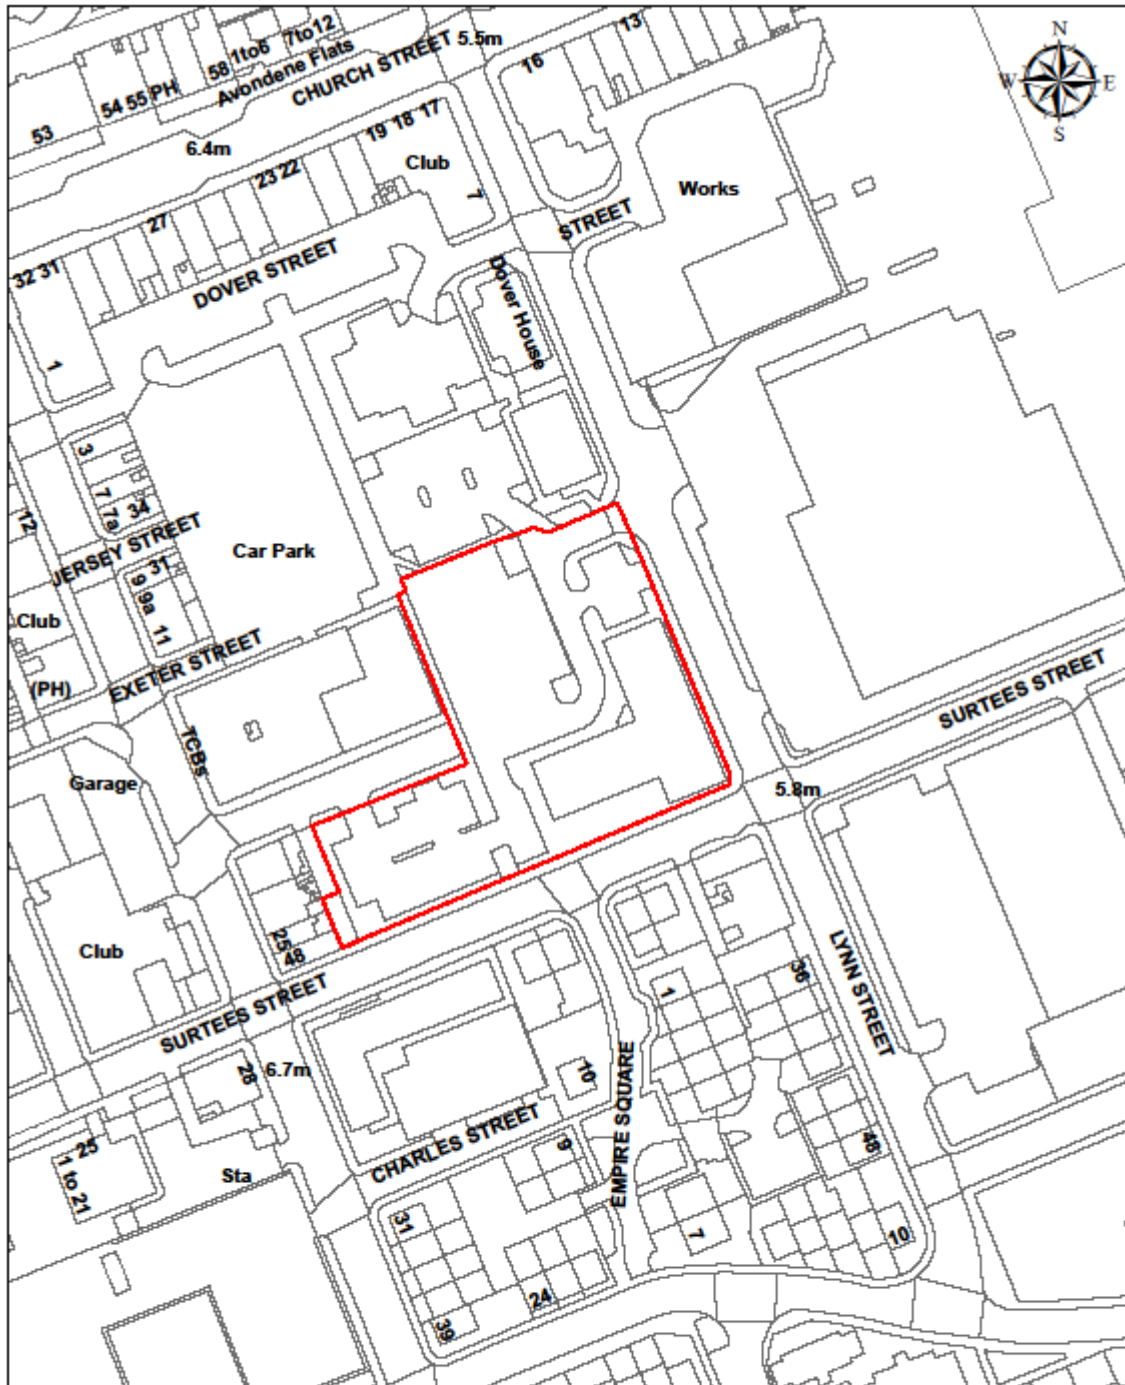 13
7to12
1to6
58
Avondene Flats
5.5m
CHURCH STREET
16
N
W
E
S
54 55 PH
53
6.4m
19 18 17
Club
7
23 22
27
32 31
1
DOVER STREET
STREET
Works
Dover House
3
7
7a
34
12
JERSEY STREET
Car Park
31
9
9a
11
Club
(PH)
EXETER STREET
TCBs
Garage
SURTEES STREET
5.8m
Club
25
48
SURTEES STREET
1
36
LYNN STREET
6.7m
28
10
EMPIRE SQUARE
CHARLES STREET
9
48
25
1 to 21
Sta
31
7
10
24
39